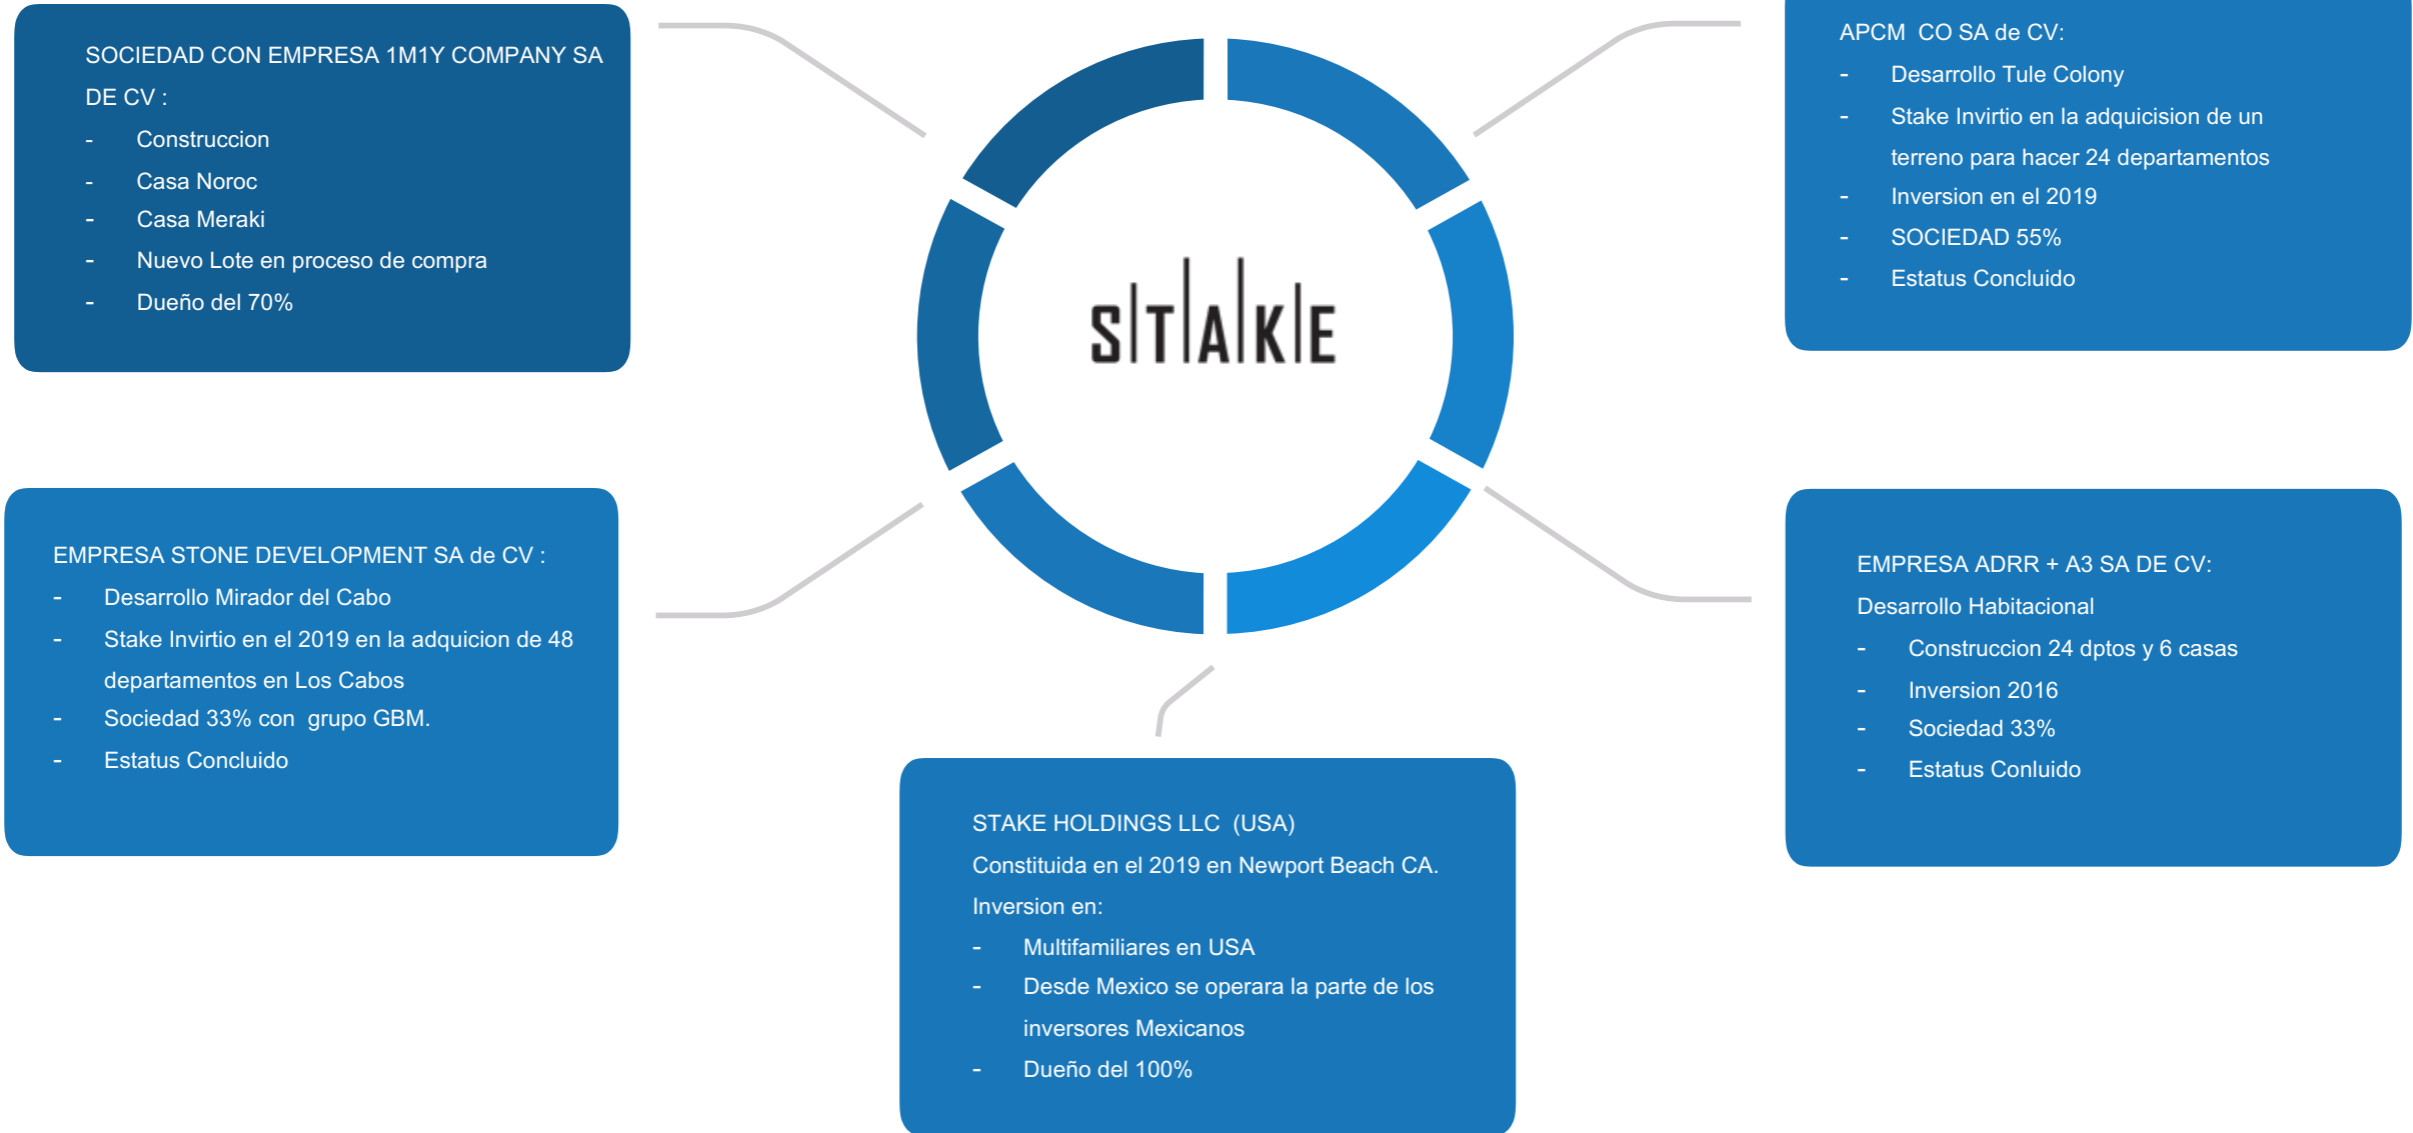 SOCIEDAD CON EMPRESA 1M1Y COMPANY SA
DE CV :
- Construccion
- Casa Noroc
- Casa Meraki
- Nuevo Lote en proceso de compra
- Dueño del 70%
APCM CO SA de CV:
- Desarrollo Tule Colony
- Stake Invirtio en la adquicision de un
terreno para hacer 24 departamentos
- Inversion en el 2019
- SOCIEDAD 55%
- Estatus Concluido
STAKE
EMPRESA STONE DEVELOPMENT SA de CV :
- Desarrollo Mirador del Cabo
- Stake Invirtio en el 2019 en la adquicion de 48
departamentos en Los Cabos
- Sociedad 33% con grupo GBM.
- Estatus Concluido
EMPRESA ADRR + A3 SA DE CV:
Desarrollo Habitacional
- Construccion 24 dptos y 6 casas
- Inversion 2016
- Sociedad 33%
- Estatus Conluido
STAKE HOLDINGS LLC (USA)
Constituida en el 2019 en Newport Beach CA.
Inversion en:
- Multifamiliares en USA
- Desde Mexico se operara la parte de los
inversores Mexicanos
- Dueño del 100%